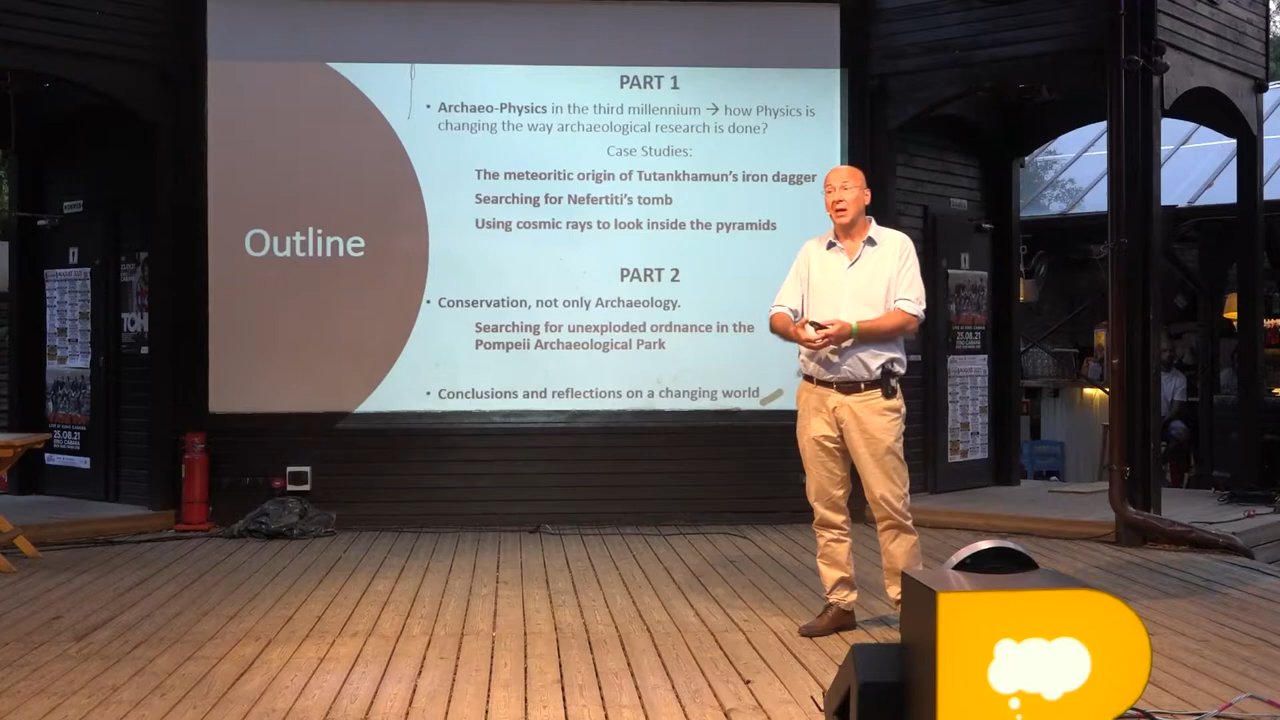 Outline
PART 1
• Archaeo-Physics in the third millennium → how Physics is
changing the way archaeological research is done?
Case Studies:
The meteoritic origin of Tutankhamun's iron dagger
Searching for Nefertiti's tomb
Using cosmic rays to look inside the pyramids
PART 2
• Conservation, not only Archaeology.
Searching for unexploded ordnance in the
Pompeii Archaeological Park
• Conclusions and reflections on a changing world
25.08.21
25.08.21